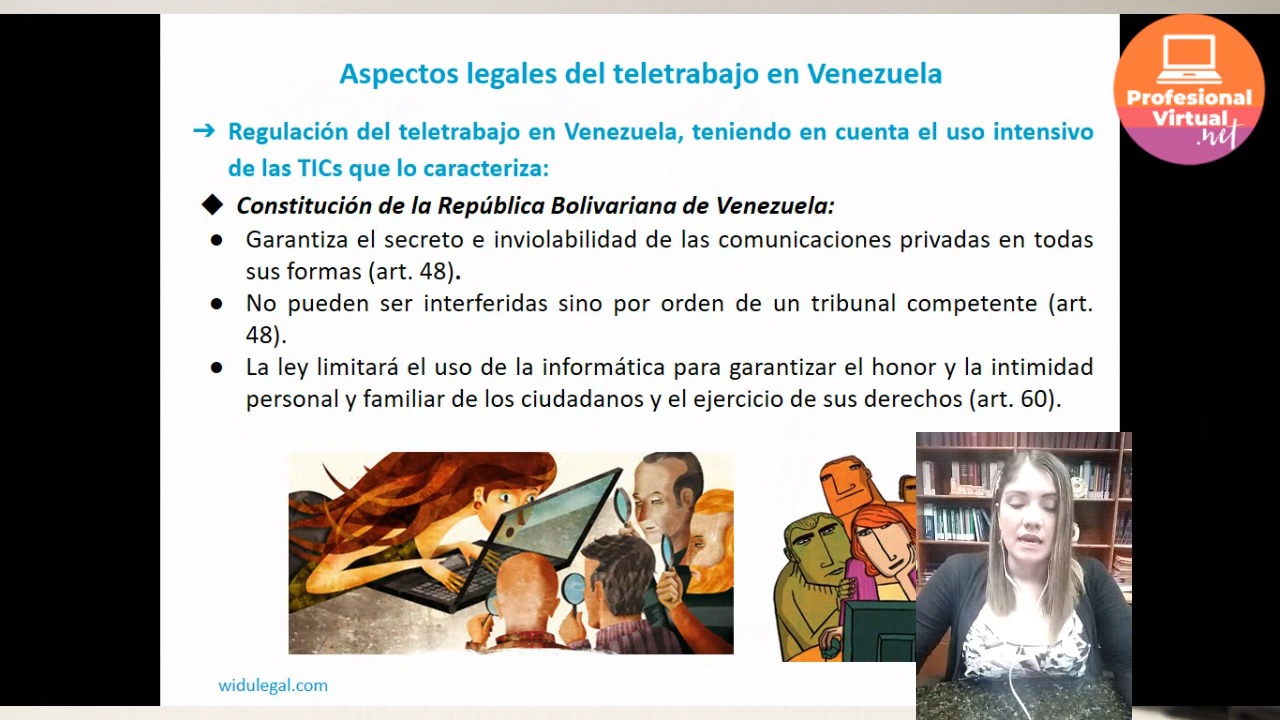 Aspectos legales del teletrabajo en Venezuela
Profesional
Virtual
.net
➔ Regulación del teletrabajo en Venezuela, teniendo en cuenta el uso intensivo
de las TICs que lo caracteriza:
◆ Constitución de la República Bolivariana de Venezuela:
● Garantiza el secreto e inviolabilidad de las comunicaciones privadas en todas
sus formas (art. 48).
● No pueden ser interferidas sino por orden de un tribunal competente (art.
48).
● La ley limitará el uso de la informática para garantizar el honor y la intimidad
personal y familiar de los ciudadanos y el ejercicio de sus derechos (art. 60).
widulegal.com